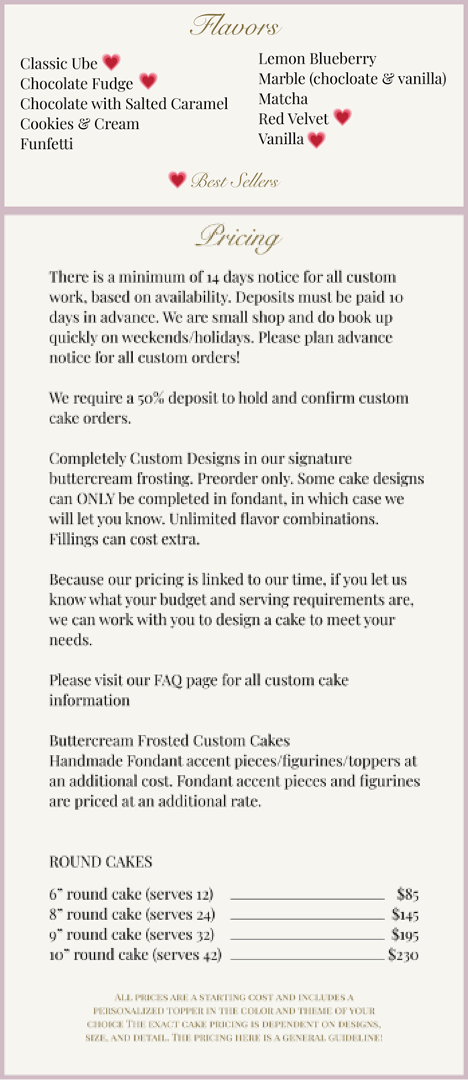 Flavors
Classic Ube
Chocolate Fudge
Chocolate with Salted Caramel
Cookies & Cream
Funfetti
Lemon Blueberry
Marble (chocloate & vanilla)
Matcha
Red Velvet
Vanilla
Best Sellers
Pricing
There is a minimum of 14 days notice for all custom
work, based on availability. Deposits must be paid 10
days in advance. We are small shop and do book up
quickly on weekends/holidays. Please plan advance
notice for all custom orders!
We require a 50% deposit to hold and confirm custom
cake orders.
Completely Custom Designs in our signature
buttercream frosting. Preorder only. Some cake designs
can ONLY be completed in fondant, in which case we
will let you know. Unlimited flavor combinations.
Fillings can cost extra.
Because our pricing is linked to our time, if you let us
know what your budget and serving requirements are,
we can work with you to design a cake to meet your
needs.
Please visit our FAQ page for all custom cake
information
Buttercream Frosted Custom Cakes
Handmade Fondant accent pieces/figurines/toppers at
an additional cost. Fondant accent pieces and figurines
are priced at an additional rate.
ROUND CAKES
6” round cake (serves 12) $85
8” round cake (serves 24) $145
9” round cake (serves 32) $195
10” round cake (serves 42) $230
ALL PRICES ARE A STARTING COST AND INCLUDES A
PERSONALIZED TOPPER IN THE COLOR AND THEME OF YOUR
CHOICE THE EXACT CAKE PRICING IS DEPENDENT ON DESIGNS,
SIZE, AND DETAIL. THE PRICING HERE IS A GENERAL GUIDELINE!